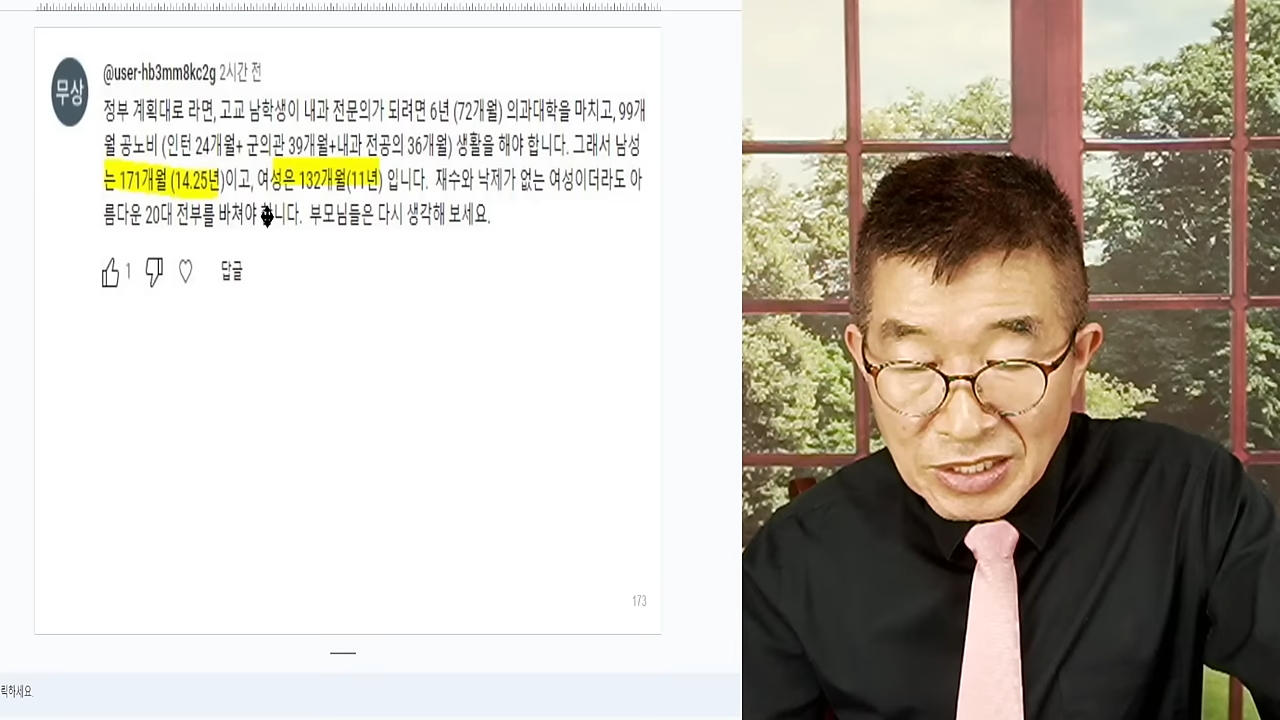 무상
@user-hb3mm8kc2g 2시간 전
정부 계획대로 라면, 고교 남학생이 내과 전문의가 되려면 6년 (72개월) 의과대학을 마치고, 99개
월 공노비 (인턴 24개월+ 군의관 39개월+내과 전공의 36개월) 생활을 해야 합니다. 그래서 남성
는 171개월 (14.25년)이고, 여성은 132개월(11년) 입니다. 재수와 낙제가 없는 여성이더라도 아
름다운 20대 전부를 바쳐야 합니다. 부모님들은 다시 생각해 보세요.
1
답글
173
릭하세요.